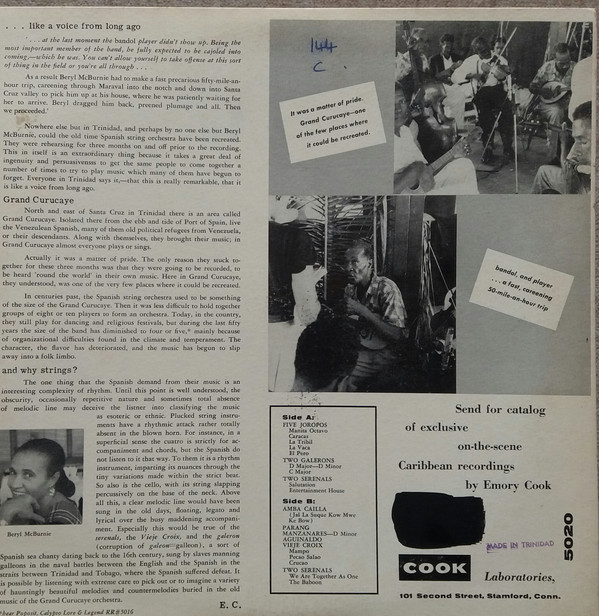 . . . like a voice from long ago
. . . at the last moment the bandol player didn't show up. Being the
most important member of the band, he fully expected to be cajoled into
coming,—which he was. You can't allow yourself to take offense at this sort
of thing in the field or you're all through . . .
As a result Beryl McBurnie had to make a fast precarious fifty-mile-an-
hour trip, careening through Maraval into the notch and down into Santa
Cruz valley to pick him up at his house, where he was patiently waiting for
her to arrive. Beryl dragged him back, preened plumage and all. Then
we proceeded.'
Nowhere else but in Trinidad, and perhaps by no one else but Beryl
McBurnie, could the old time Spanish string orchestra have been recreated.
They were rehearsing for three months on and off prior to the recording.
This in itself is an extraordinary thing because it takes a great deal of
ingenuity and persuasiveness to get the same people to come together a
number of times to try to play music which many of them have begun to
forget. Everyone in Trinidad says it,—that this is really remarkable, that it
is like a voice from long ago.
Grand Curucaye
North and east of Santa Cruz in Trinidad there is an area called
Grand Curucaye. Isolated there from the ebb and tide of Port of Spain, live
the Venezuelan Spanish, many of them old political refugees from Venezuela,
or their descendants. Along with themselves, they brought their music; in
Grand Curucaye almost everyone plays or sings.
Actually it was a matter of pride. The only reason they stuck to-
gether for these three months was that they were going to be recorded, to
be heard 'round the world' in their own music. Here in Grand Curucaye,
they understood, was one of the very few places where it could be recreated.
In centuries past, the Spanish string orchestra used to be something
of the size of the Grand Curucaye. Then it was less difficult to hold together
groups of eight or ten players to form an orchestra. Today, in the country,
they still play for dancing and religious festivals, but during the last fifty
years the size of the band has diminished to four or five,* mainly because
of organizational difficulties found in the climate and temperament. The
character, the flavor has deteriorated, and the music has begun to slip
away into a folk limbo.
and why strings?
The one thing that the Spanish demand from their music is an
interesting complexity of rhythm. Until this point is well understood, the
obscurity, occasionally repetitive nature and sometimes total absence
of melodic line may deceive the listner into classifying the music
as esoteric or ethnic. Plucked string instru-
ments have a rhythmic attack rather totally
absent in the blown horn. For instance, in a
superficial sense the cuatro is strictly for ac-
companiment and chords, but the Spanish do
not listen to it that way. To them it is a rhythm
instrument, imparting its nuances through the
tiny variations made within the strict beat.
So also is the cello, with its string slapping
percussively on the base of the neck. Above
all this, a clear melodic line would have been
sung in the old days, floating, legato and
lyrical over the busy maddening accompani-
ment. Especially this would be true of the
serenals, the Vieje Croix, and the galeron
(corruption of galeon—galleon), a sort of
Spanish sea chanty dating back to the 16th century, sung by slaves manning
galleons in the naval battles between the English and the Spanish in the
straits between Trinidad and Tobago, where the Spanish suffered defeat. It
is possible by listening with extreme care to pick out or to imagine a variety
of hauntingly beautiful melodies and countermelodies buried in the old
music of the Grand Curucaye orchestra.
E. C.
Beryl McBurnie
*hear Poposit, Calypso Lore & Legend RR#5016
144
C.
It was a matter of pride.
Grand Curucaye—one
of the few places where
it could be recreated.
bandol, and player
. . . a fast, careening
50-mile-an-hour trip
Side A:
FIVE JOROPOS
Manita Octavo
Caracas
La Tribil
La Vaca
El Pero
TWO GALERONS
D Major—D Minor
C Major
TWO SERENALS
Salutation
Entertainment House
Side B:
AMBA CAILLA
(Jai La Suque Kow Mwe
Ke Bow)
PARANG
MANZANARES—D Minor
AGUINALDO
VIEJE CROIX
Mampo
Pecao Salao
Cracao
TWO SERENALS
We Are Together As One
The Baboon
Send for catalog
of exclusive
on-the-scene
Caribbean recordings
by Emory Cook
MADE IN TRINIDAD
5020
COOK
Laboratories,
101 Second Street, Stamford, Conn.